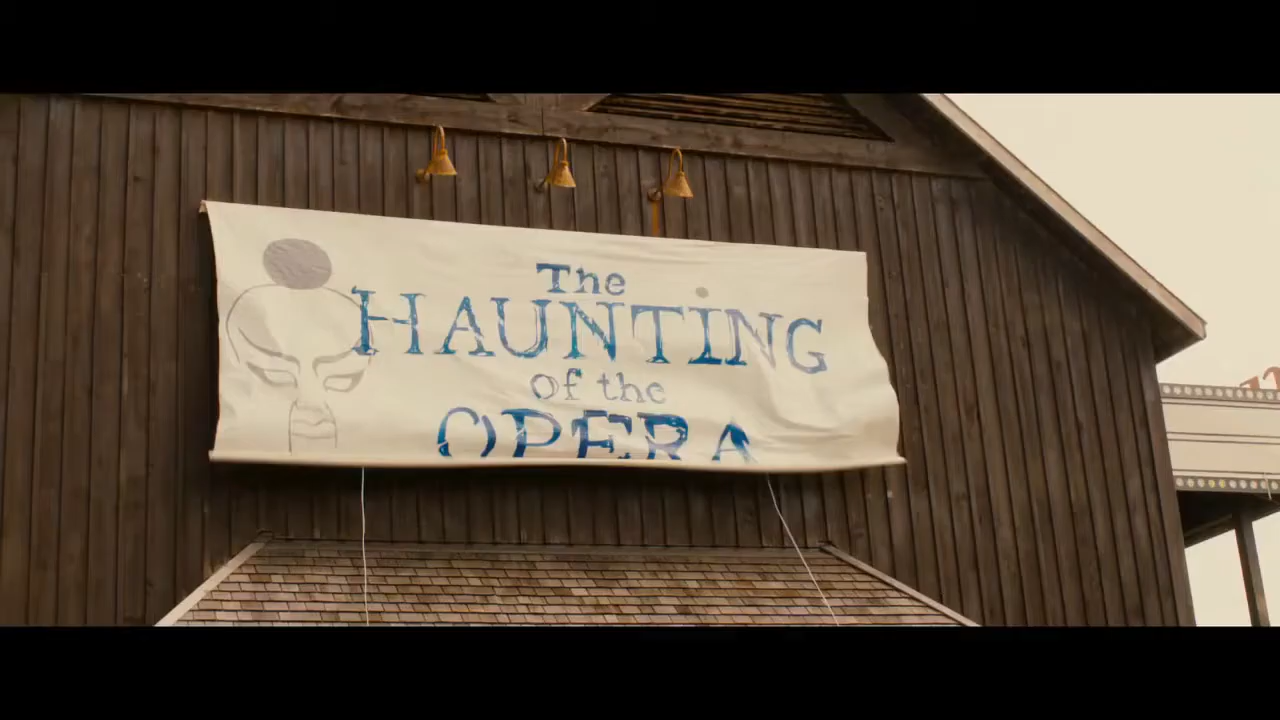 The
HAUNTING
of the
OPERA